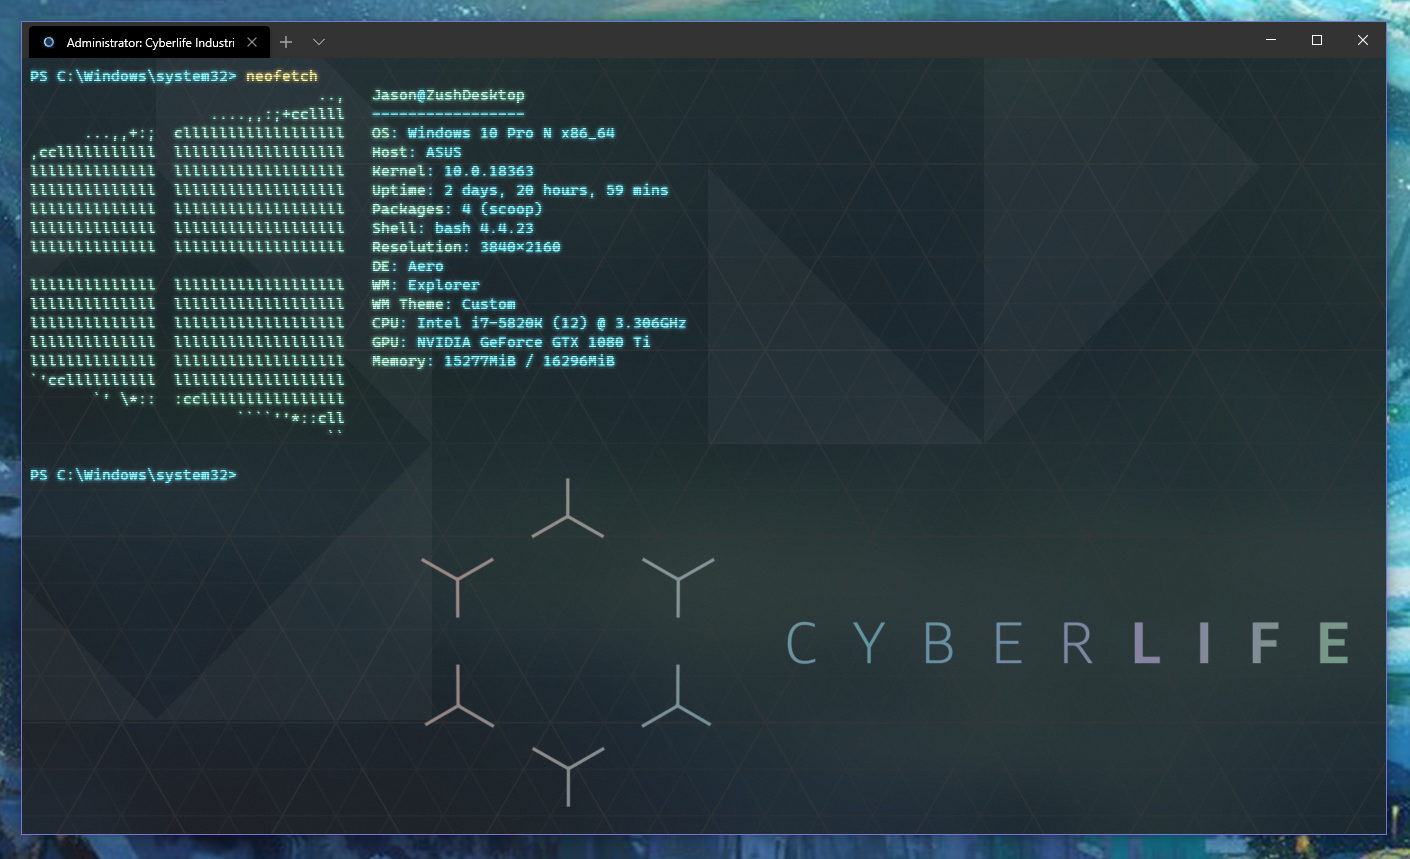 Administrator: Cyberlife Industri
PS C:\Windows\system32> neofetch
..,   Jason@ZushDesktop
....,,:;+ccllll   -----------------
...,,+:;  cllllllllllllllllll   OS: Windows 10 Pro N x86_64
,cclllllllllll  lllllllllllllllllll   Host: ASUS
llllllllllllll  lllllllllllllllllll   Kernel: 10.0.18363
llllllllllllll  lllllllllllllllllll   Uptime: 2 days, 20 hours, 59 mins
llllllllllllll  lllllllllllllllllll   Packages: 4 (scoop)
llllllllllllll  lllllllllllllllllll   Shell: bash 4.4.23
llllllllllllll  lllllllllllllllllll   Resolution: 3840x2160
DE: Aero
llllllllllllll  lllllllllllllllllll   WM: Explorer
llllllllllllll  lllllllllllllllllll   WM Theme: Custom
llllllllllllll  lllllllllllllllllll   CPU: Intel i7-5820K (12) @ 3.306GHz
llllllllllllll  lllllllllllllllllll   GPU: NVIDIA GeForce GTX 1080 Ti
llllllllllllll  lllllllllllllllllll   Memory: 15277MiB / 16296MiB
`'ccllllllllll  lllllllllllllllllll
`' \*::  :ccllllllllllllllll
````''*::cll
``
PS C:\Windows\system32>
CYBERLIFE